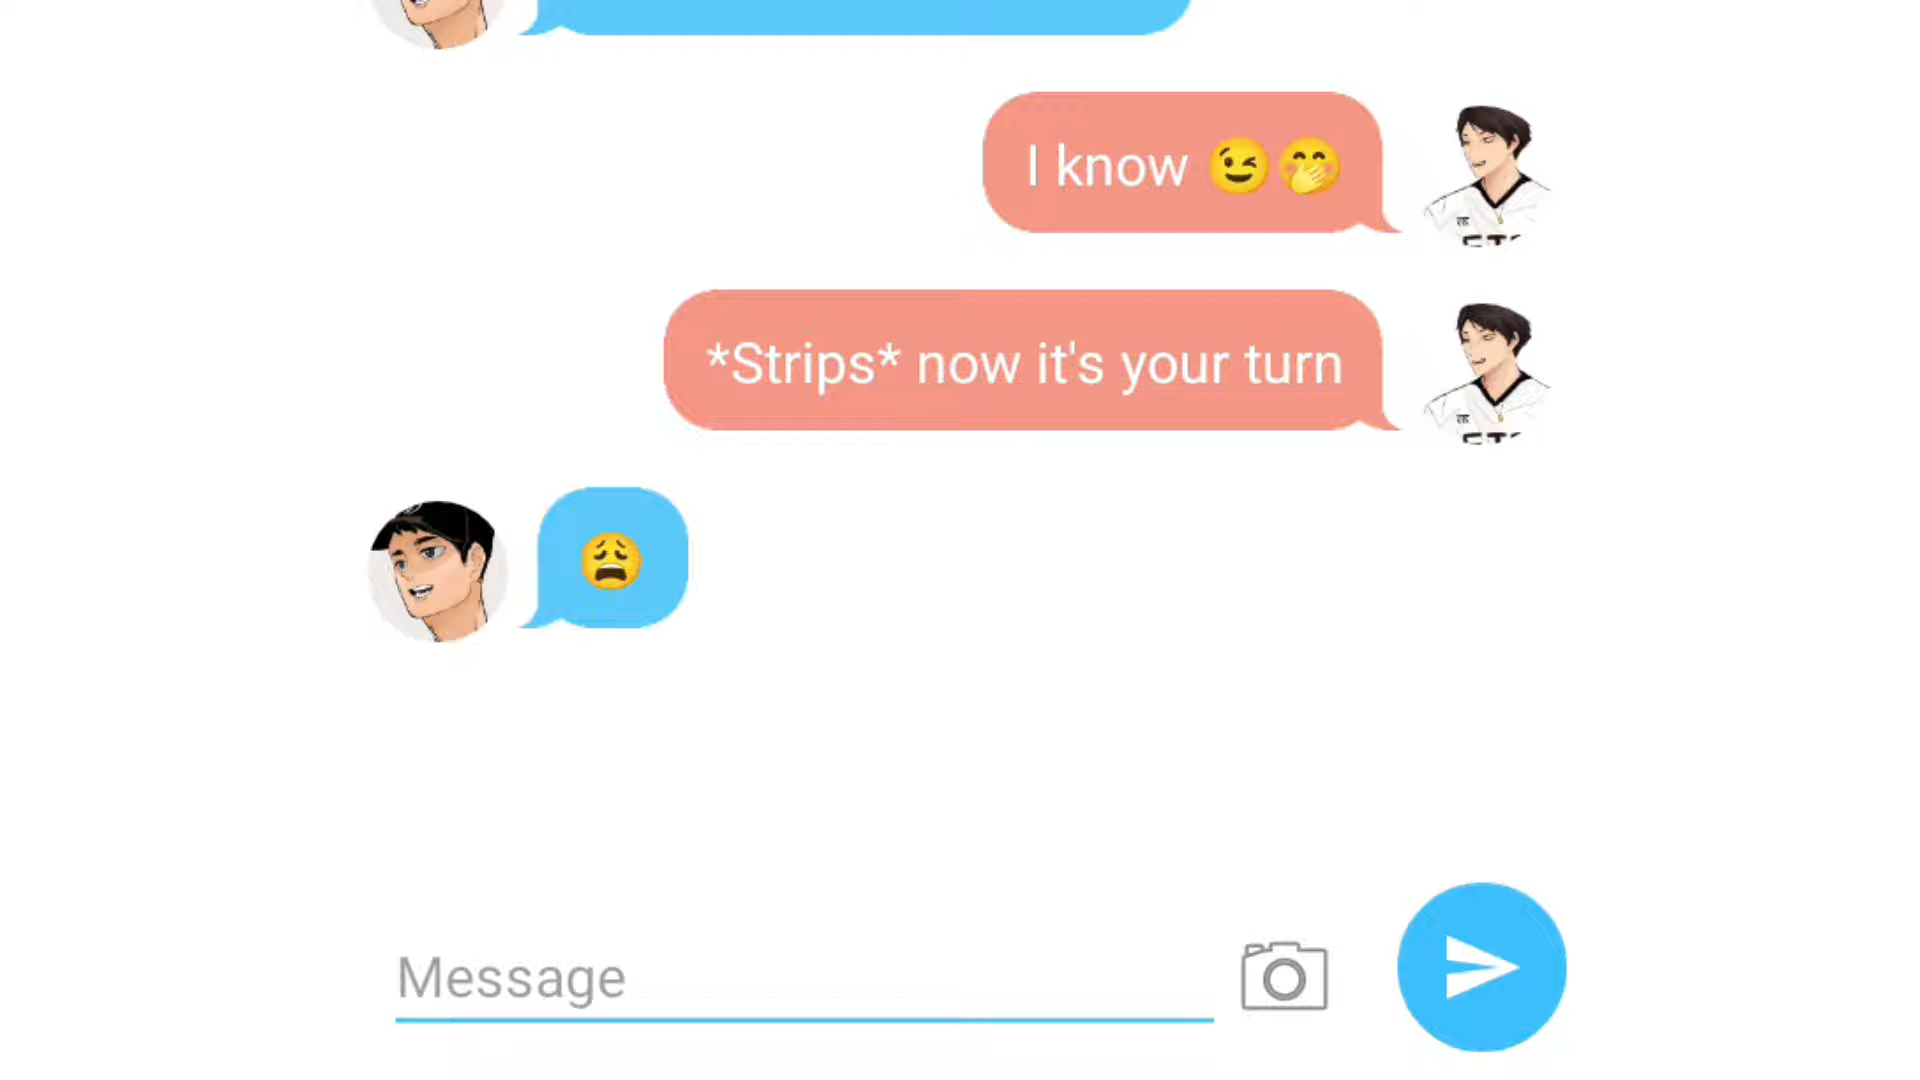 I know 😉🤭
*Strips* now it's your turn
😩
Message